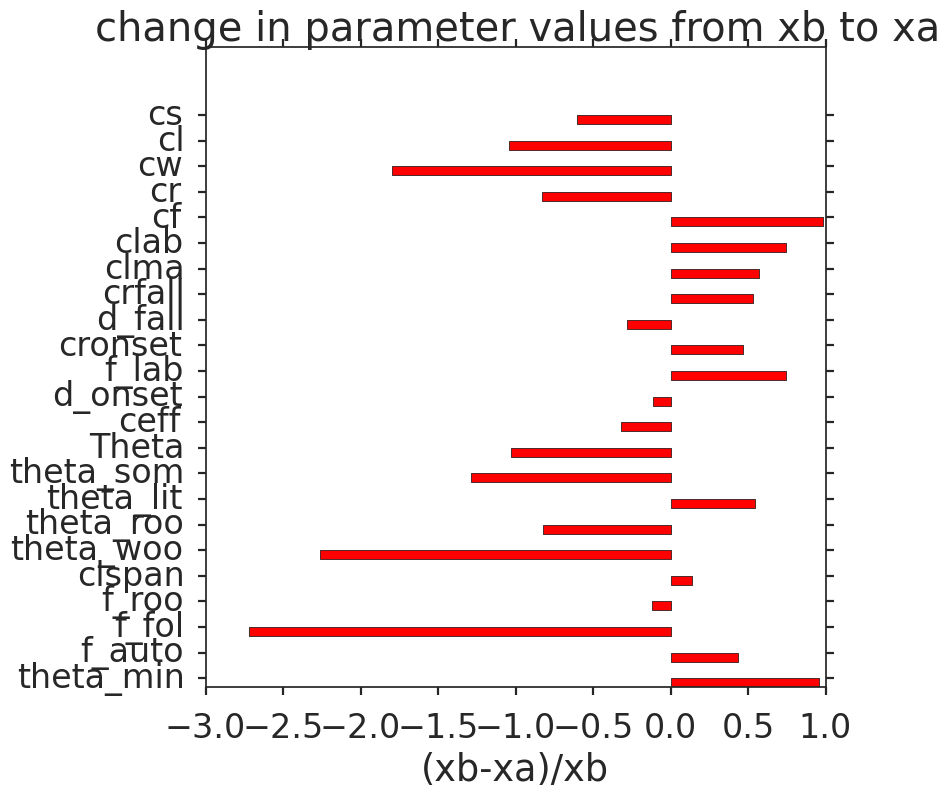 change in parameter values from xb to xa
cs
cl
cw
cr
cf
clab
clma
crfall
d_fall
cronset
f_lab
d_onset
ceff
Theta
theta_som
theta_lit
theta_roo
theta_woo
clspan
f_roo
f_fol
f_auto
theta_min
−3.0 −2.5 −2.0 −1.5 −1.0 −0.5 0.0 0.5 1.0
(xb-xa)/xb